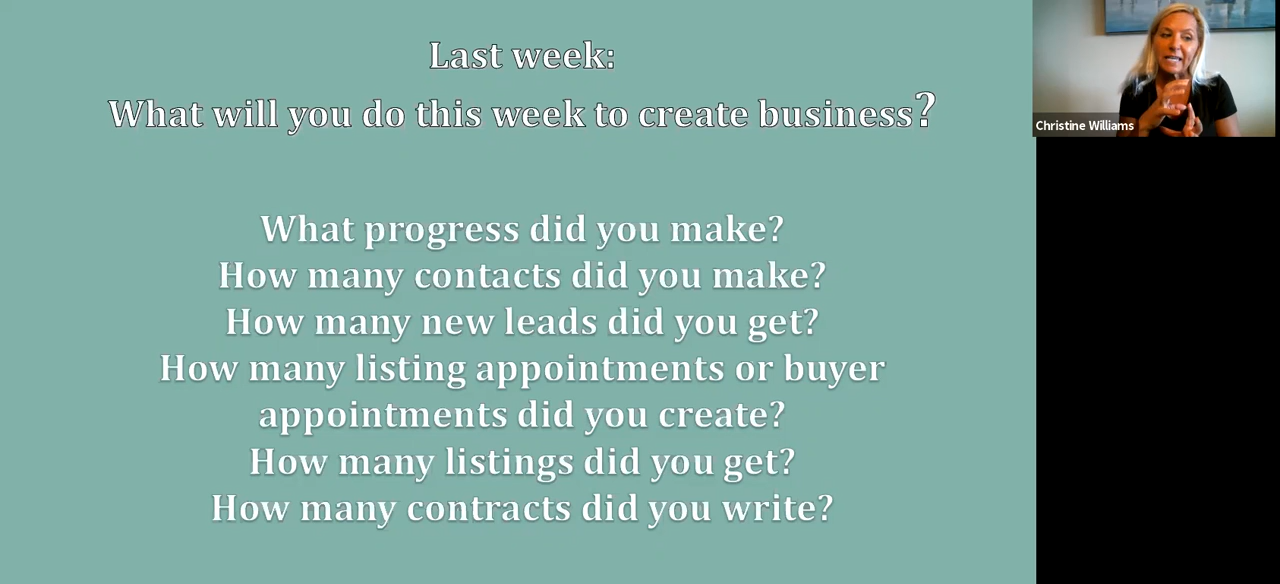 Last week:
What will you do this week to create business?
What progress did you make?
How many contacts did you make?
How many new leads did you get?
How many listing appointments or buyer
appointments did you create?
How many listings did you get?
How many contracts did you write?
Christine Williams